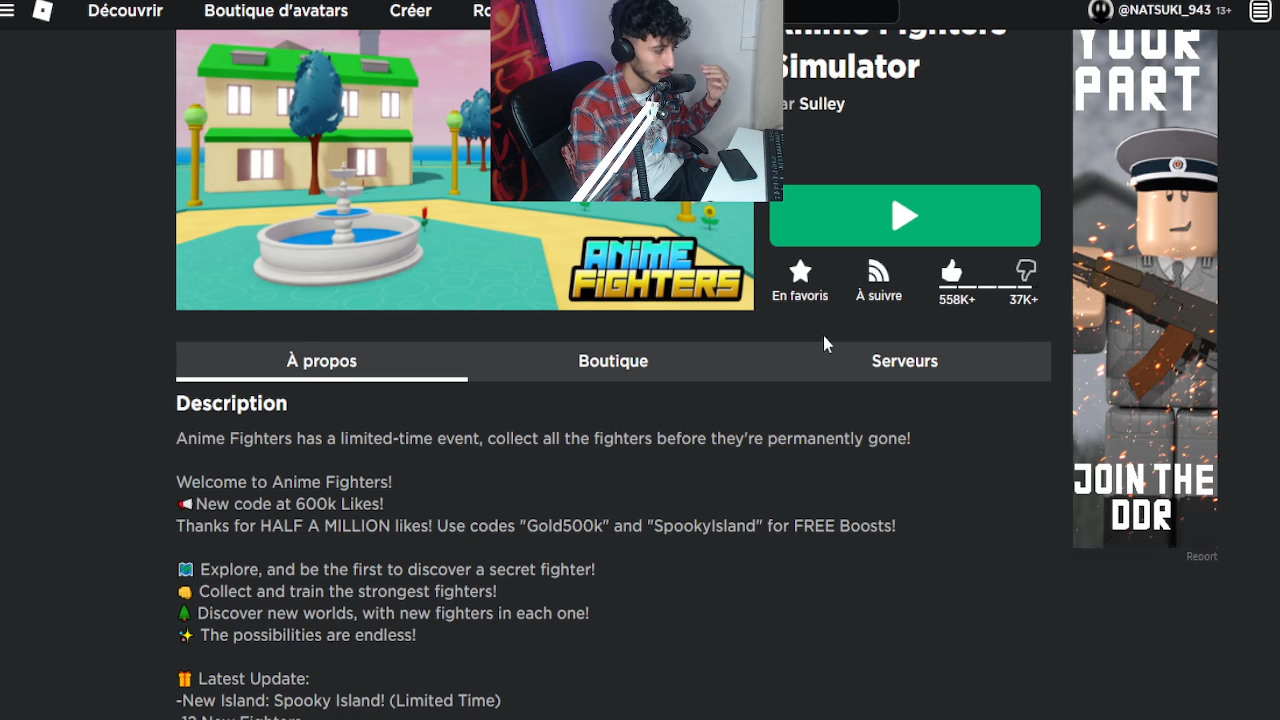 Découvrir Boutique d'avatars Créer
@NATSUKI_943 13+
Anime Fighters
Simulator
Sulley
ANIME
FIGHTERS
En favoris À suivre 558K+ 37K+
À propos Boutique Serveurs
Description
Anime Fighters has a limited-time event, collect all the fighters before they're permanently gone!
Welcome to Anime Fighters!
📢New code at 600k Likes!
Thanks for HALF A MILLION likes! Use codes "Gold500k" and "SpookyIsland" for FREE Boosts!
🗺️ Explore, and be the first to discover a secret fighter!
👊 Collect and train the strongest fighters!
🌲 Discover new worlds, with new fighters in each one!
✨ The possibilities are endless!
🎁 Latest Update:
-New Island: Spooky Island! (Limited Time)
YOUR
PART
JOIN THE
DDR
Report